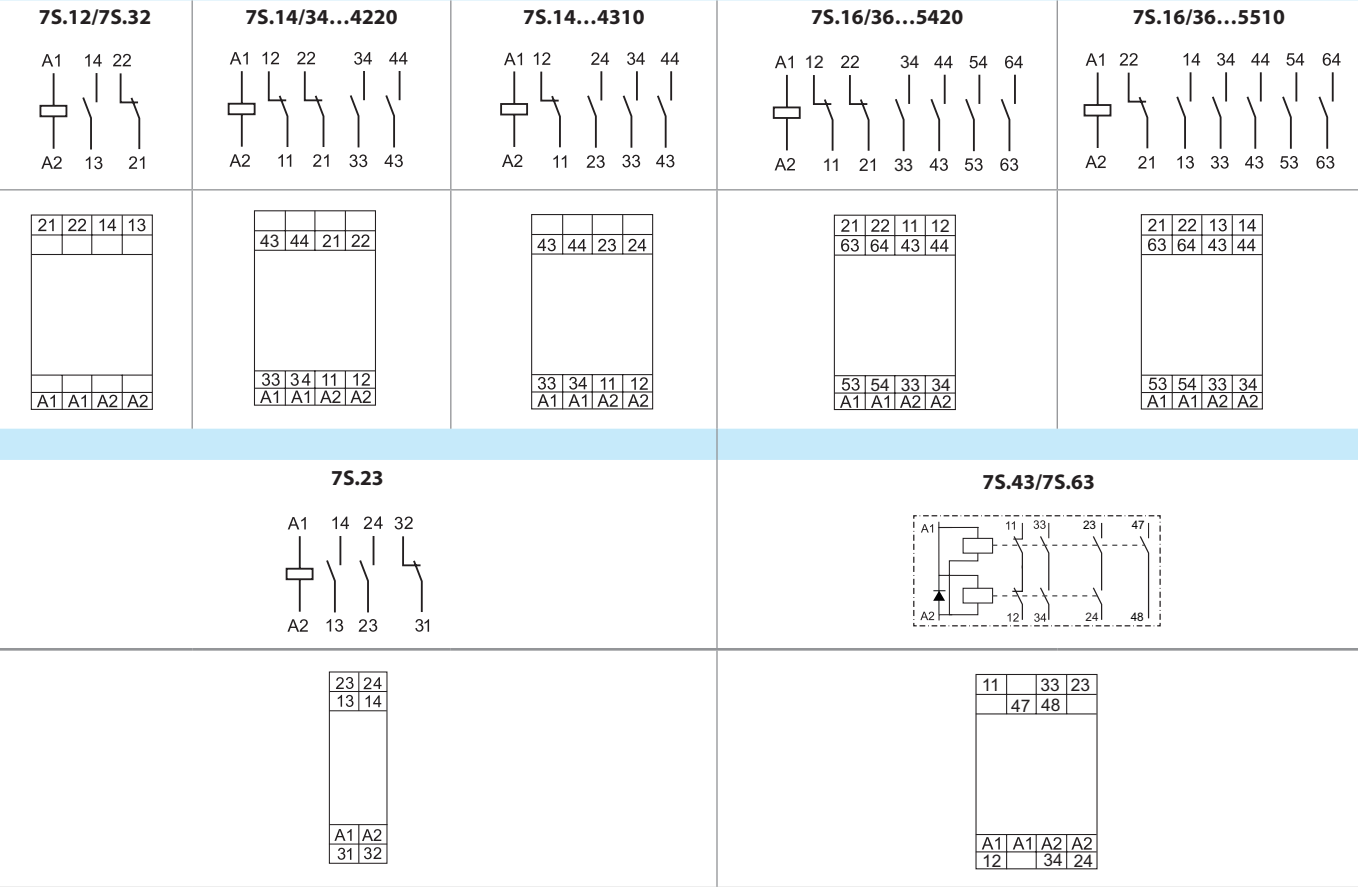 7S.12/7S.32
7S.14/34…4220
7S.14…4310
7S.16/36…5420
7S.16/36…5510
A1 14 22
A2 13 21
A1 12 22 34 44
A2 11 21 33 43
A1 12 24 34 44
A2 11 23 33 43
A1 12 22 34 44 54 64
A2 11 21 33 43 53 63
A1 22 14 34 44 54 64
A2 21 13 33 43 53 63
21 22 14 13
A1 A1 A2 A2
43 44 21 22
33 34 11 12
A1 A1 A2 A2
43 44 23 24
33 34 11 12
A1 A1 A2 A2
21 22 11 12
63 64 43 44
53 54 33 34
A1 A1 A2 A2
21 22 13 14
63 64 43 44
53 54 33 34
A1 A1 A2 A2
7S.23
A1 14 24 32
A2 13 23 31
7S.43/7S.63
A1 11 33 23 47
A2 12 34 24 48
23 24
13 14
A1 A2
31 32
11 33 23
47 48
A1 A1 A2 A2
12 34 24